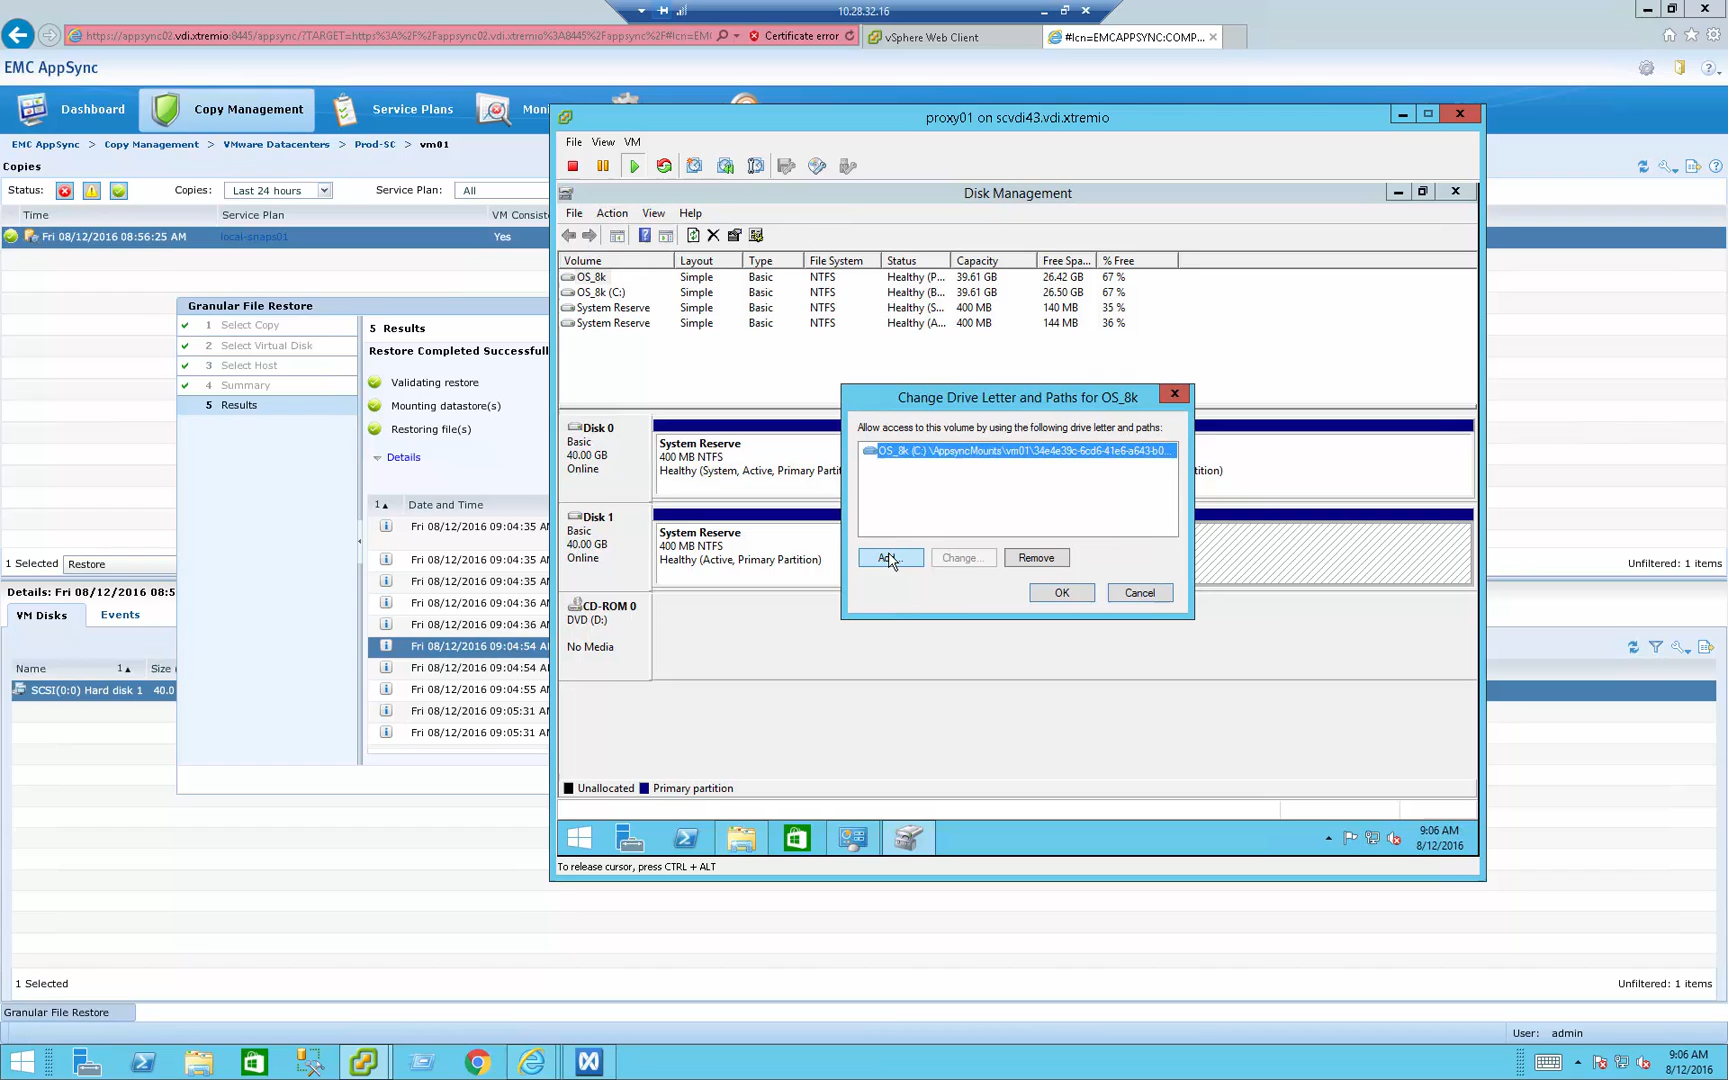 10.28.32.16
https://appsync02.vdi.xtremio:8445/appsync/?TARGET=https%3A%2F%2Fappsync02.vdi.xtremio%3A8445%2Fappsync%2F#lcn=EMC
Certificate error
vSphere Web Client
#lcn=EMCAPPSYNC:COMP...
EMC AppSync
Dashboard
Copy Management
Service Plans
EMC AppSync > Copy Management > VMware Datacenters > Prod-SC > vm01
Copies
Status:
Copies: Last 24 hours
Service Plan: All
Time
Service Plan
VM Consist
Fri 08/12/2016 08:56:25 AM
local-snaps01
Yes
Granular File Restore
1 Select Copy
2 Select Virtual Disk
3 Select Host
4 Summary
5 Results
5 Results
Restore Completed Successful
Validating restore
Mounting datastore(s)
Restoring file(s)
Details
1
Date and Time
Fri 08/12/2016 09:04:35 A
Fri 08/12/2016 09:04:35 A
Fri 08/12/2016 09:04:35 A
Fri 08/12/2016 09:04:36 A
Fri 08/12/2016 09:04:36 A
Fri 08/12/2016 09:04:54 A
Fri 08/12/2016 09:04:54 A
Fri 08/12/2016 09:04:55 A
Fri 08/12/2016 09:05:31 A
Fri 08/12/2016 09:05:31 A
proxy01 on scvdi43.vdi.xtremio
File View VM
Disk Management
File Action View Help
Volume Layout Type File System Status Capacity Free Spa... % Free
OS_8k Simple Basic NTFS Healthy (P... 39.61 GB 26.42 GB 67 %
OS_8k (C:) Simple Basic NTFS Healthy (B... 39.61 GB 26.50 GB 67 %
System Reserve Simple Basic NTFS Healthy (S... 400 MB 140 MB 35 %
System Reserve Simple Basic NTFS Healthy (A... 400 MB 144 MB 36 %
Disk 0
Basic
40.00 GB
Online
System Reserve
400 MB NTFS
Healthy (System, Active, Primary Partit
tition)
Disk 1
Basic
40.00 GB
Online
System Reserve
400 MB NTFS
Healthy (Active, Primary Partition)
CD-ROM 0
DVD (D:)
No Media
Change Drive Letter and Paths for OS_8k
Allow access to this volume by using the following drive letter and paths:
OS_8k (C:) \AppsyncMounts\vm01\34e4e39c-6cd6-41e6-a643-b0...
Change...
Remove
OK
Cancel
Unallocated
Primary partition
9:06 AM
8/12/2016
To release cursor, press CTRL + ALT
1 Selected
Restore
Unfiltered: 1 items
Details: Fri 08/12/2016 08:5
VM Disks
Events
Name 1 Size
SCSI(0:0) Hard disk 1 40.0
1 Selected
Unfiltered: 1 items
Granular File Restore
User: admin
9:06 AM
8/12/2016